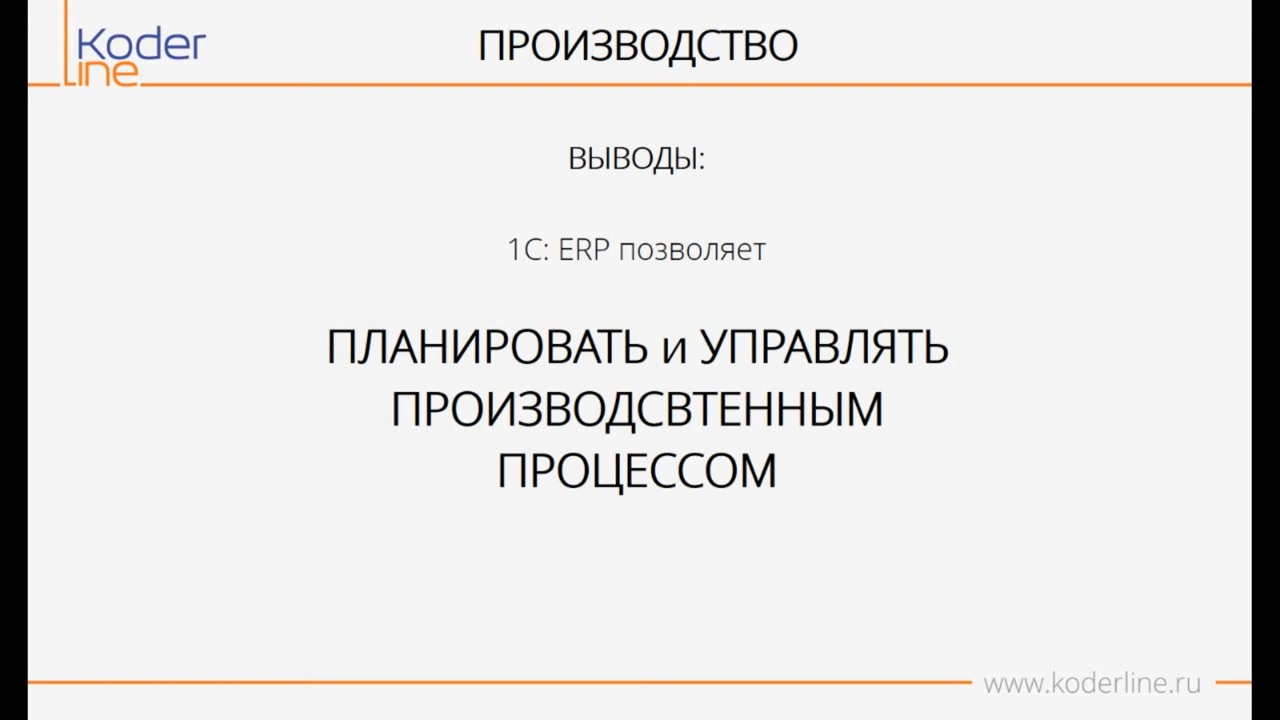 Koder
line
ПРОИЗВОДСТВО
ВЫВОДЫ:
1С: ERP позволяет
ПЛАНИРОВАТЬ и УПРАВЛЯТЬ
ПРОИЗВОДСВТЕННЫМ
ПРОЦЕССОМ
www.koderline.ru